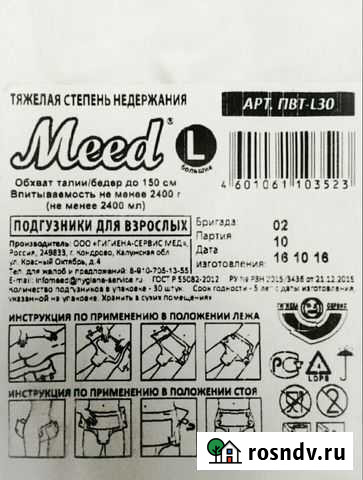 ТЯЖЕЛАЯ СТЕПЕНЬ НЕДЕРЖАНИЯ
АРТ. ПВТ-L30
Meed®
L
большие
4 601061 103523
Обхват талии/бедер до 150 см
Впитываемость не менее 2400 г
(не менее 2400 мл)
ПОДГУЗНИКИ ДЛЯ ВЗРОСЛЫХ
Бригада: 02
Партия 10
Дата
изготовления: 16 10 16
Производитель: ООО «ГИГИЕНА-СЕРВИС МЕД»,
Россия, 249833, г. Кондрово, Калужская обл.
ул. Красный Октябрь, д.4
Тел. для жалоб и предложений: 8-910-705-13-55
E-mail: infomeed@hygiena-service.ru ГОСТ Р 55082-2012 РУ № РЗН 2015/3436 от 21.12.2015
Количество подгузников в упаковке - 30 штук. Срок годности - 5 лет с даты изготовления,
указанной на упаковке. Хранить в сухих помещениях.
ИНСТРУКЦИЯ ПО ПРИМЕНЕНИЮ В ПОЛОЖЕНИИ ЛЕЖА
ГИГИЕНА СЕРВИС
LDPE
ИНСТРУКЦИЯ ПО ПРИМЕНЕНИЮ В ПОЛОЖЕНИИ СТОЯ
rosndv.ru